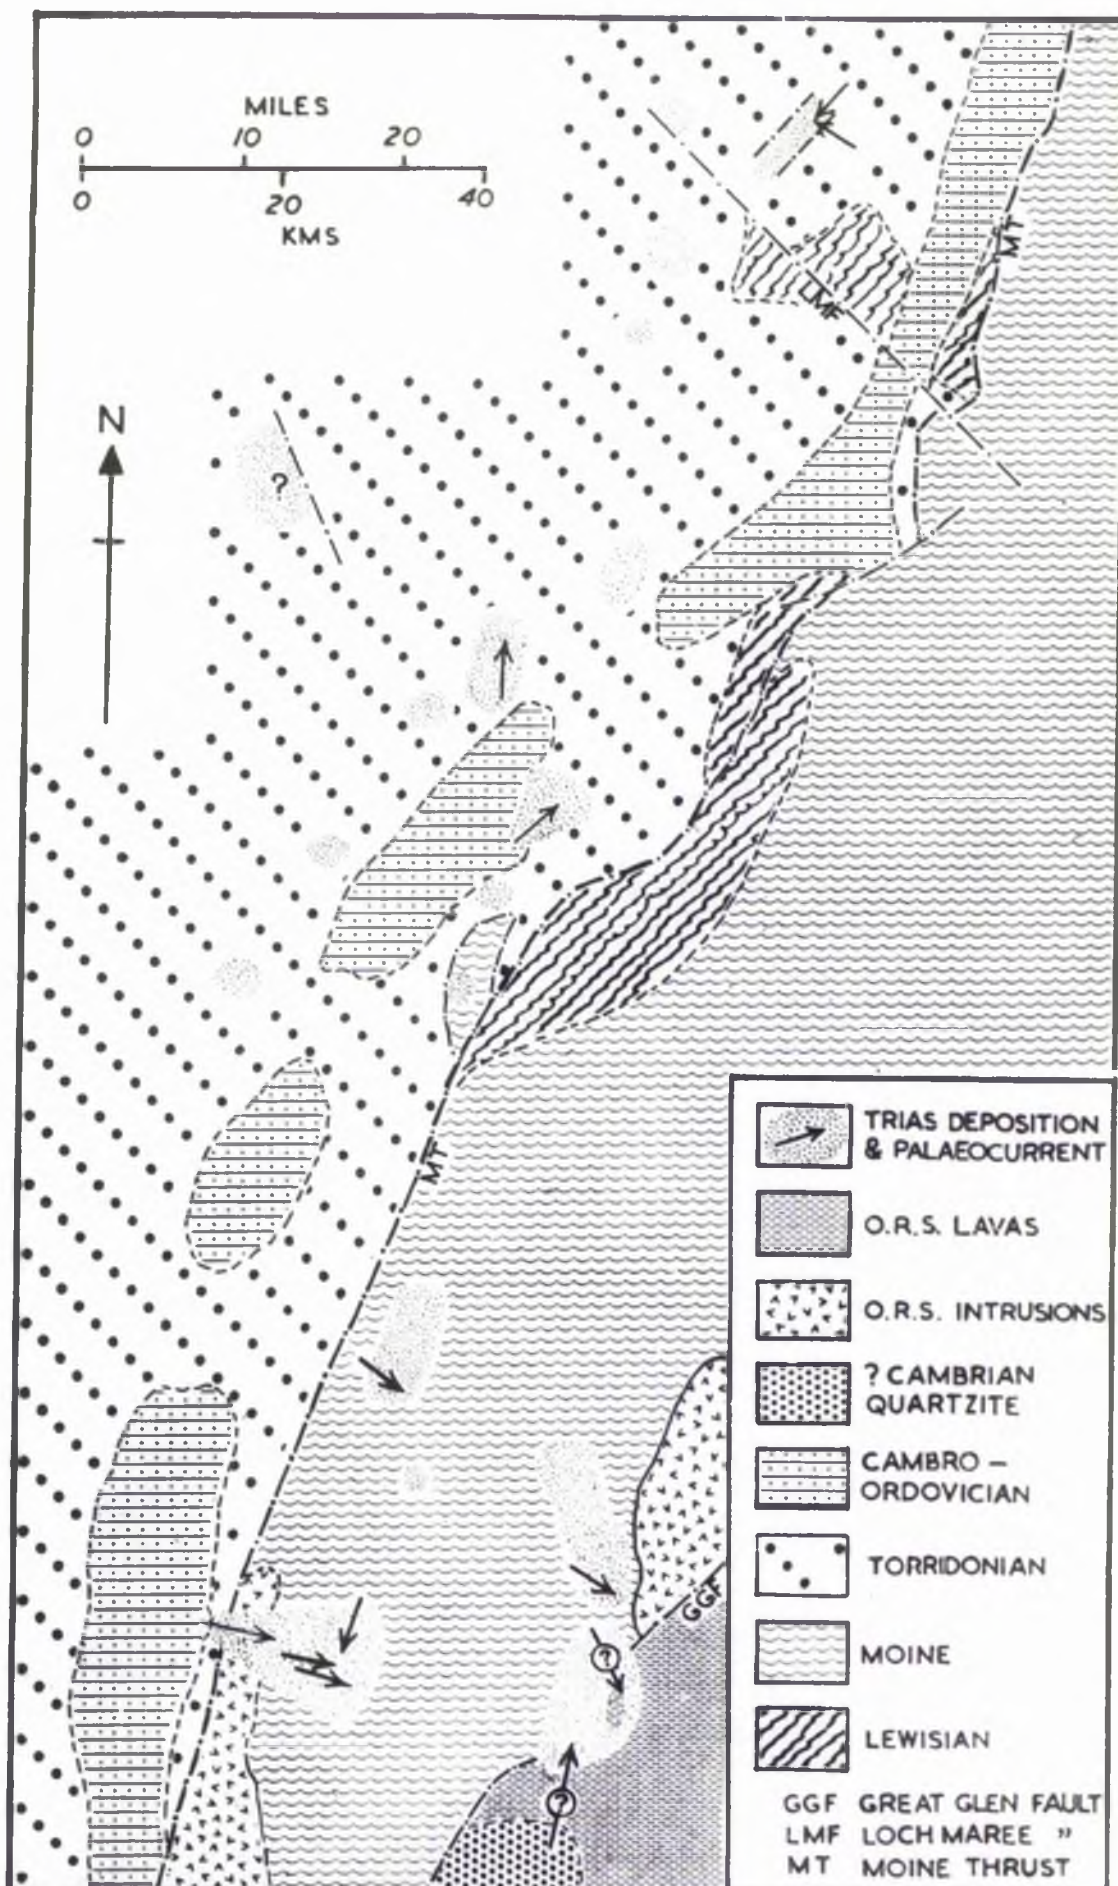 MILES
0 10 20
0 20 40
KMS
N
?
LMF
MT
MT
GGF
?
?
TRIAS DEPOSITION
& PALAEOCURRENT
O.R.S. LAVAS
O.R.S. INTRUSIONS
? CAMBRIAN
QUARTZITE
CAMBRO –
ORDOVICIAN
TORRIDONIAN
MOINE
LEWISIAN
GGF GREAT GLEN FAULT
LMF LOCH MAREE "
MT MOINE THRUST